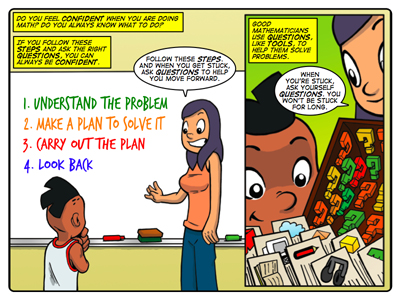 DO YOU FEEL CONFIDENT WHEN YOU ARE DOING
MATH? DO YOU ALWAYS KNOW WHAT TO DO?
IF YOU FOLLOW THESE
STEPS AND ASK THE RIGHT
QUESTIONS, YOU CAN
ALWAYS BE CONFIDENT.
FOLLOW THESE STEPS.
AND WHEN YOU GET STUCK,
ASK QUESTIONS TO HELP
YOU MOVE FORWARD.
1. UNDERSTAND THE PROBLEM
2. MAKE A PLAN TO SOLVE IT
3. CARRY OUT THE PLAN
4. LOOK BACK
GOOD
MATHEMATICIANS
USE QUESTIONS,
LIKE TOOLS, TO
HELP THEM SOLVE
PROBLEMS.
WHEN
YOU'RE STUCK,
ASK YOURSELF
QUESTIONS. YOU
WON'T BE STUCK
FOR LONG.